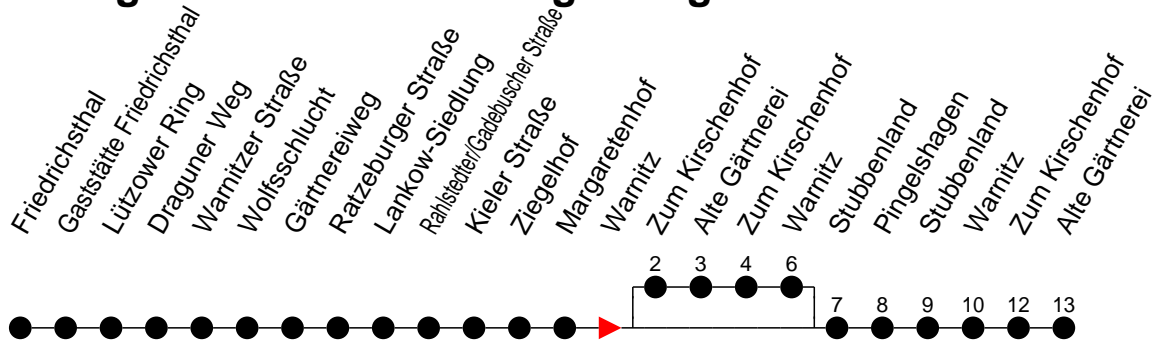 Friedrichsthal
Gaststätte Friedrichsthal
Lützower Ring
Draguner Weg
Warnitzer Straße
Wolfsschlucht
Gärtnereiweg
Ratzeburger Straße
Lankow-Siedlung
Rahlstedter/Gadebuscher Straße
Kieler Straße
Ziegelhof
Margaretenhof
Warnitz
Zum Kirschenhof
Alte Gärtnerei
Zum Kirschenhof
Warnitz
Stubbenland
Pingelshagen
Stubbenland
Warnitz
Zum Kirschenhof
Alte Gärtnerei
2 3 4 6
7 8 9 10 12 13